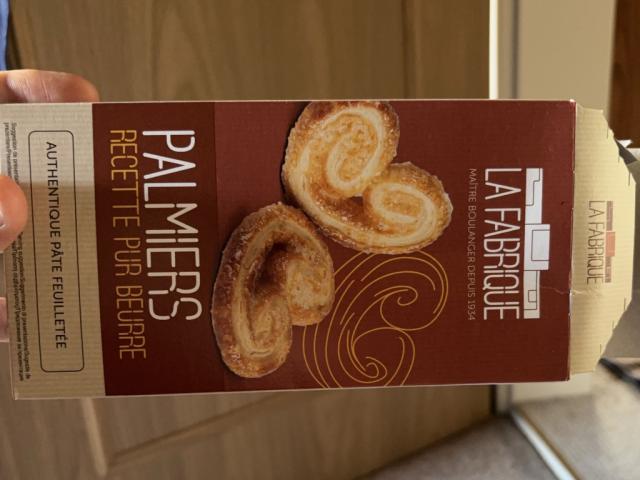 LA FABRIQUE
LA FABRIQUE
MAÎTRE BOULANGER DEPUIS 1934
PALMIERS
RECETTE PUR BEURRE
AUTHENTIQUE PÂTE FEUILLETÉE